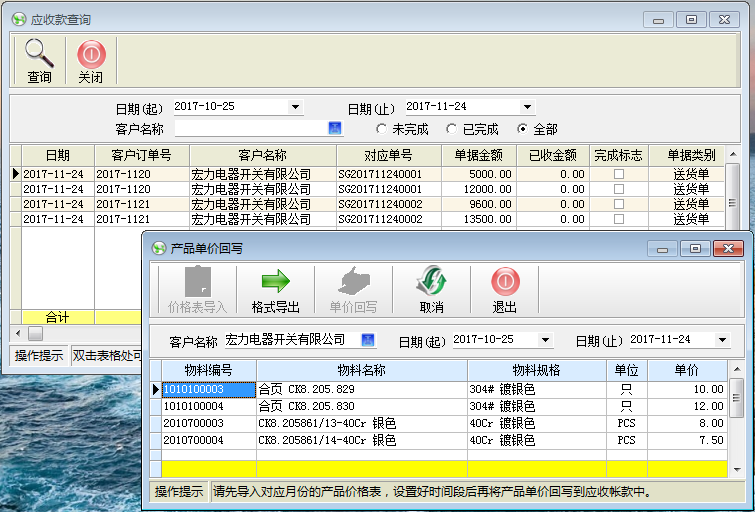 应收款查询
查询 关闭
日期(起) 2017-10-25 日期(止) 2017-11-24
客户名称 未完成 已完成 全部
日期 客户订单号 客户名称 对应单号 单据金额 已收金额 完成标志 单据类别
2017-11-24 2017-1120 宏力电器开关有限公司 SG201711240001 5000.00 0.00 送货单
2017-11-24 2017-1120 宏力电器开关有限公司 SG201711240001 12000.00 0.00 送货单
2017-11-24 2017-1121 宏力电器开关有限公司 SG201711240002 9600.00 0.00 送货单
2017-11-24 2017-1121 宏力电器开关有限公司 SG201711240002 13500.00 0.00 送货单
合计
操作提示 双击表格处可
产品单价回写
价格表导入 格式导出 单价回写 取消 退出
客户名称 宏力电器开关有限公司 日期(起) 2017-10-25 日期(止) 2017-11-24
物料编号 物料名称 物料规格 单位 单价
1010100003 合页 CK8.205.829 304# 镀银色 只 10.00
1010100004 合页 CK8.205.830 304# 镀银色 只 12.00
2010700003 CK8.205861/13-40Cr 银色 40Cr 镀银色 PCS 8.00
2010700004 CK8.205861/14-40Cr 银色 40Cr 镀银色 PCS 7.50
操作提示 请先导入对应月份的产品价格表，设置好时间段后再将产品单价回写到应收帐款中。